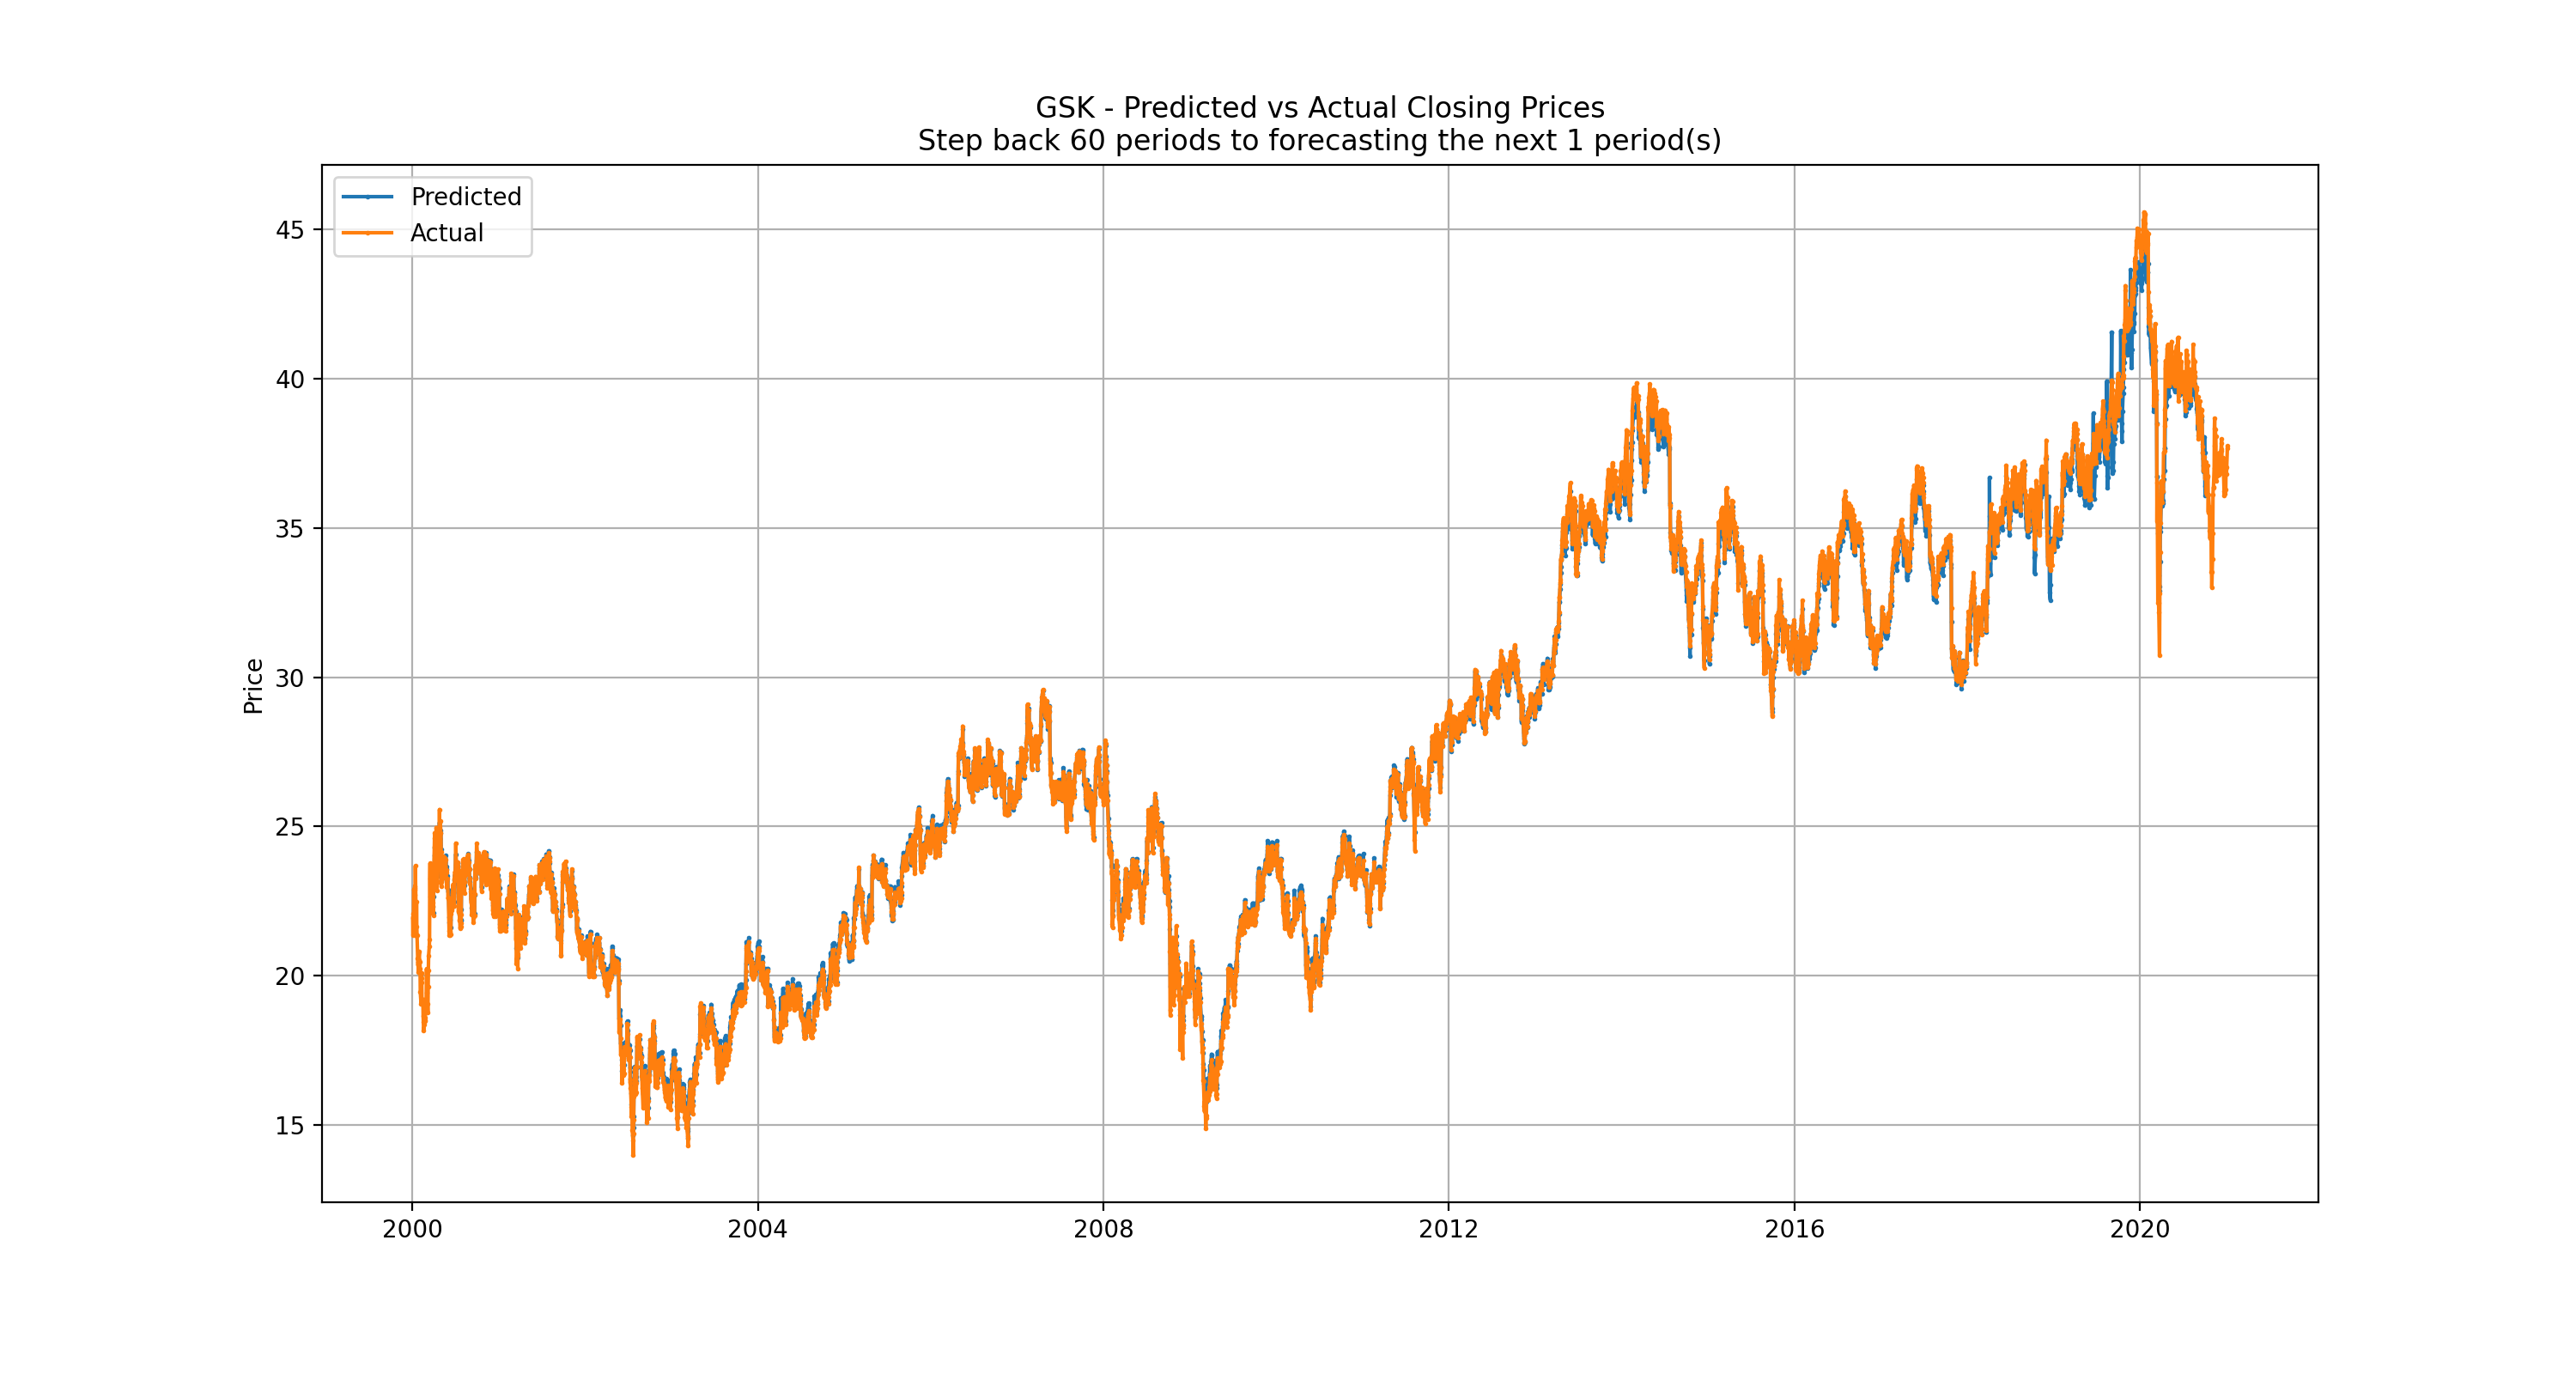 GSK - Predicted vs Actual Closing Prices
Step back 60 periods to forecasting the next 1 period(s)
Predicted
Actual
Price
45
40
35
30
25
20
15
2000
2004
2008
2012
2016
2020